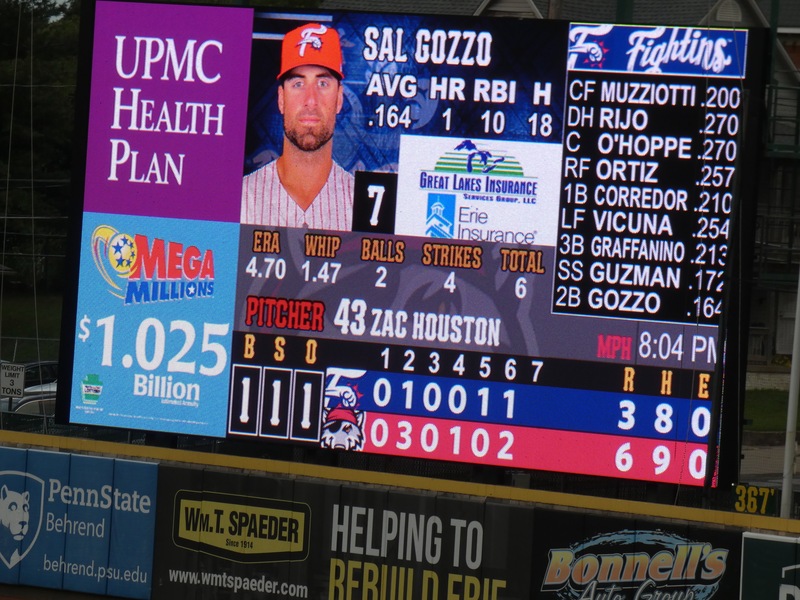 UPMC
HEALTH
PLAN
MEGA
MILLIONS
$1.025
Billion
SAL GOZZO
AVG HR RBI H
.164 1 10 18
7
GREAT LAKES INSURANCE
SERVICES GROUP, LLC
Erie
Insurance
ERA WHIP BALLS STRIKES TOTAL
4.70 1.47 2 4 6
PITCHER 43 ZAC HOUSTON
MPH 8:04 PM
B S O
1 1 1
1 2 3 4 5 6 7 R H E
F 0 1 0 0 1 1 3 8 0
0 3 0 1 0 2 6 9 0
F Fightins
CF MUZZIOTTI .200
DH RIJO .270
C O'HOPPE .270
RF ORTIZ .257
1B CORREDOR .210
LF VICUNA .254
3B GRAFFANINO .213
SS GUZMAN .172
2B GOZZO .164
WEIGHT
LIMIT
3
TONS
367'
PennState
Behrend
behrend.psu.edu
WM. T. SPAEDER
Since 1914
www.wmtspaeder.com
HELPING TO
REBUILD ERIE
Bonnell's
Auto Group